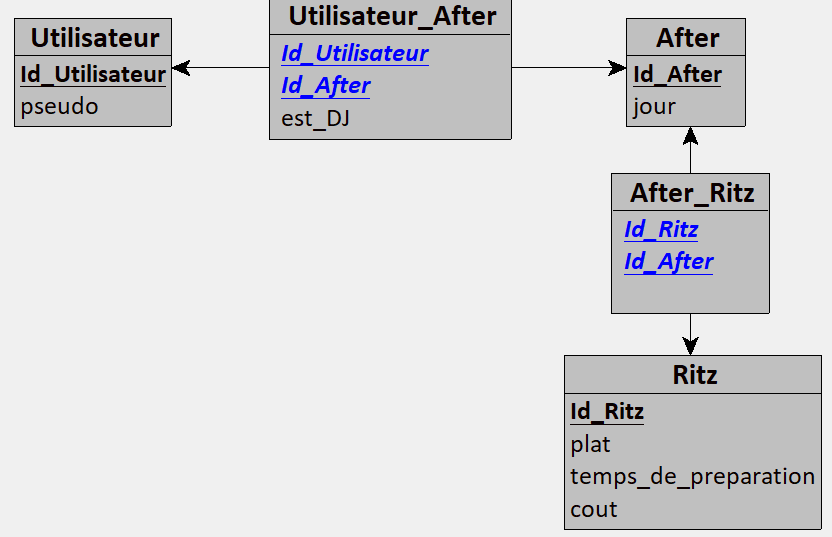 Utilisateur
Id_Utilisateur
pseudo
Utilisateur_After
Id_Utilisateur
Id_After
est_DJ
After
Id_After
jour
After_Ritz
Id_Ritz
Id_After
Ritz
Id_Ritz
plat
temps_de_preparation
cout